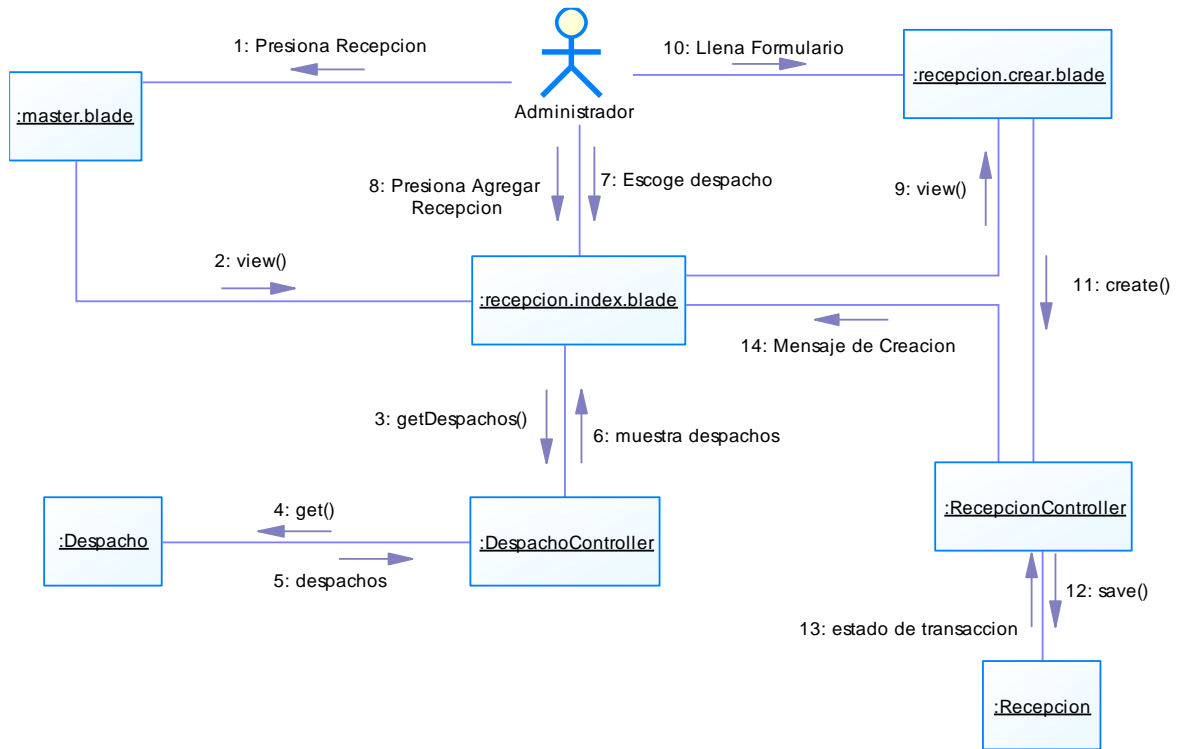 1: Presiona Recepcion
10: Llena Formulario
:recepcion.crear.blade
:master.blade
Administrador
8: Presiona Agregar
Recepcion
7: Escoge despacho
9: view()
2: view()
:recepcion.index.blade
11: create()
14: Mensaje de Creacion
3: getDespachos()
6: muestra despachos
:Despacho
4: get()
5: despachos
:DespachoController
:RecepcionController
12: save()
13: estado de transaccion
:Recepcion